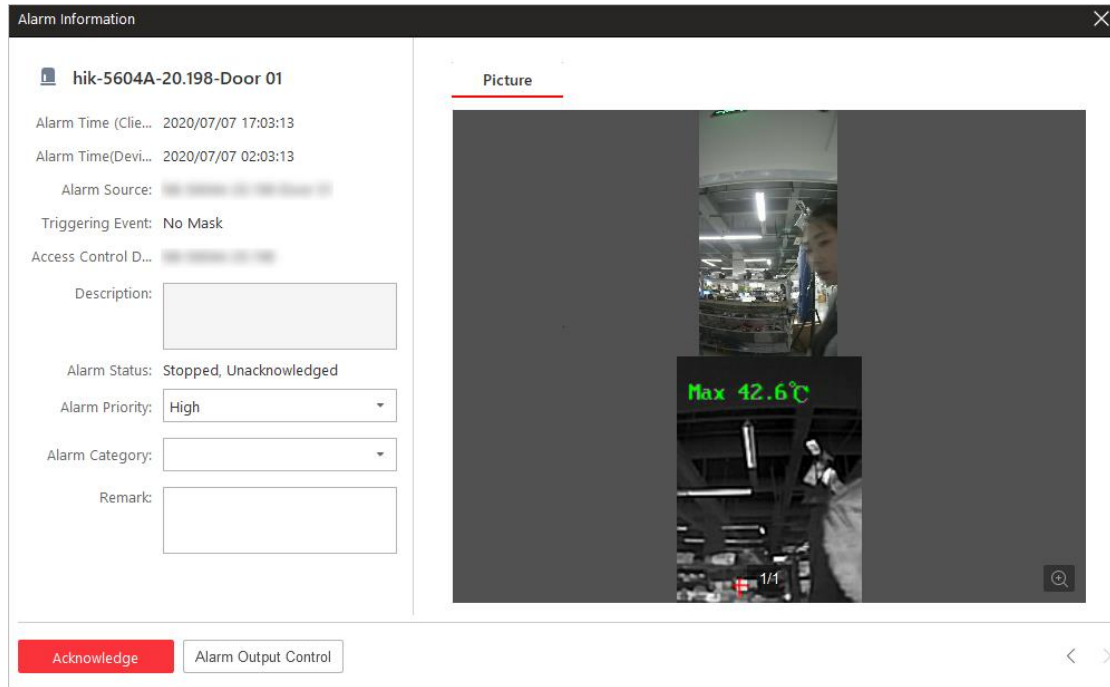 Alarm Information
hik-5604A-20.198-Door 01
Alarm Time (Clie... 2020/07/07 17:03:13
Alarm Time(Devi... 2020/07/07 02:03:13
Alarm Source:
Triggering Event: No Mask
Access Control D...
Description:
Alarm Status: Stopped, Unacknowledged
Alarm Priority: High
Alarm Category:
Remark:
Picture
Max 42.6℃
1/1
Acknowledge
Alarm Output Control